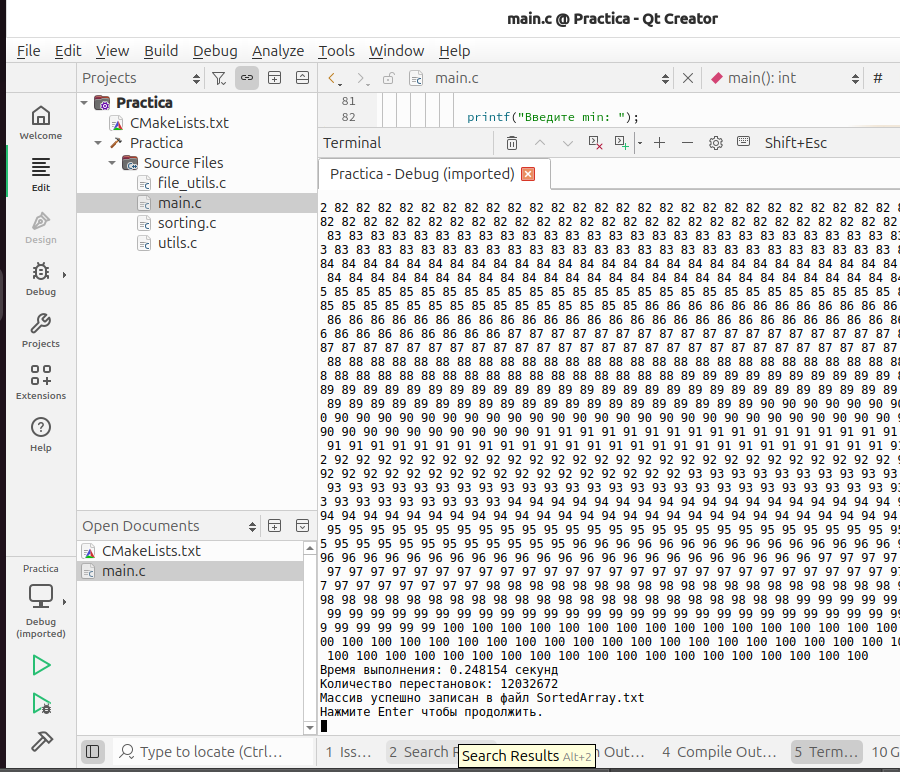 main.c @ Practica - Qt Creator
File Edit View Build Debug Analyze Tools Window Help
Projects main.c main(): int #
Welcome
Edit
Design
Debug
Projects
Extensions
Help
Practica
CMakeLists.txt
Practica
Source Files
file_utils.c
main.c
sorting.c
utils.c
Open Documents
CMakeLists.txt
main.c
Practica
Debug
(imported)
81
82 printf("Введите min: ");
Terminal Shift+Esc
Practica - Debug (imported)
2 82 82 82 82 82 82 82 82 82 82 82 82 82 82 82 82 82 82 82 82 82 82 82 82 82 82 8
82 82 82 82 82 82 82 82 82 82 82 82 82 82 82 82 82 82 82 82 82 82 82 82 82 82 82
83 83 83 83 83 83 83 83 83 83 83 83 83 83 83 83 83 83 83 83 83 83 83 83 83 83 83
3 83 83 83 83 83 83 83 83 83 83 83 83 83 83 83 83 83 83 83 83 83 83 83 83 83 83 8
84 84 84 84 84 84 84 84 84 84 84 84 84 84 84 84 84 84 84 84 84 84 84 84 84 84 84
84 84 84 84 84 84 84 84 84 84 84 84 84 84 84 84 84 84 84 84 84 84 84 84 84 84 84
5 85 85 85 85 85 85 85 85 85 85 85 85 85 85 85 85 85 85 85 85 85 85 85 85 85 85 8
85 85 85 85 85 85 85 85 85 85 85 85 85 85 85 86 86 86 86 86 86 86 86 86 86 86 86
86 86 86 86 86 86 86 86 86 86 86 86 86 86 86 86 86 86 86 86 86 86 86 86 86 86 86
6 86 86 86 86 86 86 86 86 87 87 87 87 87 87 87 87 87 87 87 87 87 87 87 87 87 87 8
87 87 87 87 87 87 87 87 87 87 87 87 87 87 87 87 87 87 87 87 87 87 87 87 87 87 87
88 88 88 88 88 88 88 88 88 88 88 88 88 88 88 88 88 88 88 88 88 88 88 88 88 88 88
8 88 88 88 88 88 88 88 88 88 88 88 88 88 88 88 88 89 89 89 89 89 89 89 89 89 89 8
89 89 89 89 89 89 89 89 89 89 89 89 89 89 89 89 89 89 89 89 89 89 89 89 89 89 89
89 89 89 89 89 89 89 89 89 89 89 89 89 89 89 89 89 89 89 89 90 90 90 90 90 90 90
0 90 90 90 90 90 90 90 90 90 90 90 90 90 90 90 90 90 90 90 90 90 90 90 90 90 90 9
90 90 90 90 90 90 90 90 90 90 91 91 91 91 91 91 91 91 91 91 91 91 91 91 91 91 91
91 91 91 91 91 91 91 91 91 91 91 91 91 91 91 91 91 91 91 91 91 91 91 91 91 91 91
2 92 92 92 92 92 92 92 92 92 92 92 92 92 92 92 92 92 92 92 92 92 92 92 92 92 92 9
92 92 92 92 92 92 92 92 92 92 92 92 92 92 92 92 92 93 93 93 93 93 93 93 93 93 93
93 93 93 93 93 93 93 93 93 93 93 93 93 93 93 93 93 93 93 93 93 93 93 93 93 93 93
3 93 93 93 93 93 93 93 93 94 94 94 94 94 94 94 94 94 94 94 94 94 94 94 94 94 94 9
94 94 94 94 94 94 94 94 94 94 94 94 94 94 94 94 94 94 94 94 94 94 94 94 94 94 94
95 95 95 95 95 95 95 95 95 95 95 95 95 95 95 95 95 95 95 95 95 95 95 95 95 95 95
5 95 95 95 95 95 95 95 95 95 95 95 96 96 96 96 96 96 96 96 96 96 96 96 96 96 96 9
96 96 96 96 96 96 96 96 96 96 96 96 96 96 96 96 96 96 96 96 96 96 96 97 97 97 97
97 97 97 97 97 97 97 97 97 97 97 97 97 97 97 97 97 97 97 97 97 97 97 97 97 97 97
7 97 97 97 97 97 97 97 98 98 98 98 98 98 98 98 98 98 98 98 98 98 98 98 98 98 98 9
98 98 98 98 98 98 98 98 98 98 98 98 98 98 98 98 98 98 98 98 98 98 99 99 99 99 99
99 99 99 99 99 99 99 99 99 99 99 99 99 99 99 99 99 99 99 99 99 99 99 99 99 99 99
9 99 99 99 99 99 100 100 100 100 100 100 100 100 100 100 100 100 100 100 100 100
00 100 100 100 100 100 100 100 100 100 100 100 100 100 100 100 100 100 100 100 10
100 100 100 100 100 100 100 100 100 100 100 100 100 100 100 100 100 100 100
Время выполнения: 0.248154 секунд
Количество перестановок: 12032672
Массив успешно записан в файл SortedArray.txt
Нажмите Enter чтобы продолжить.
Type to locate (Ctrl... 1 Iss... 2 Search Out... 4 Compile Out... 5 Term... 10 G
Search Results Alt+2